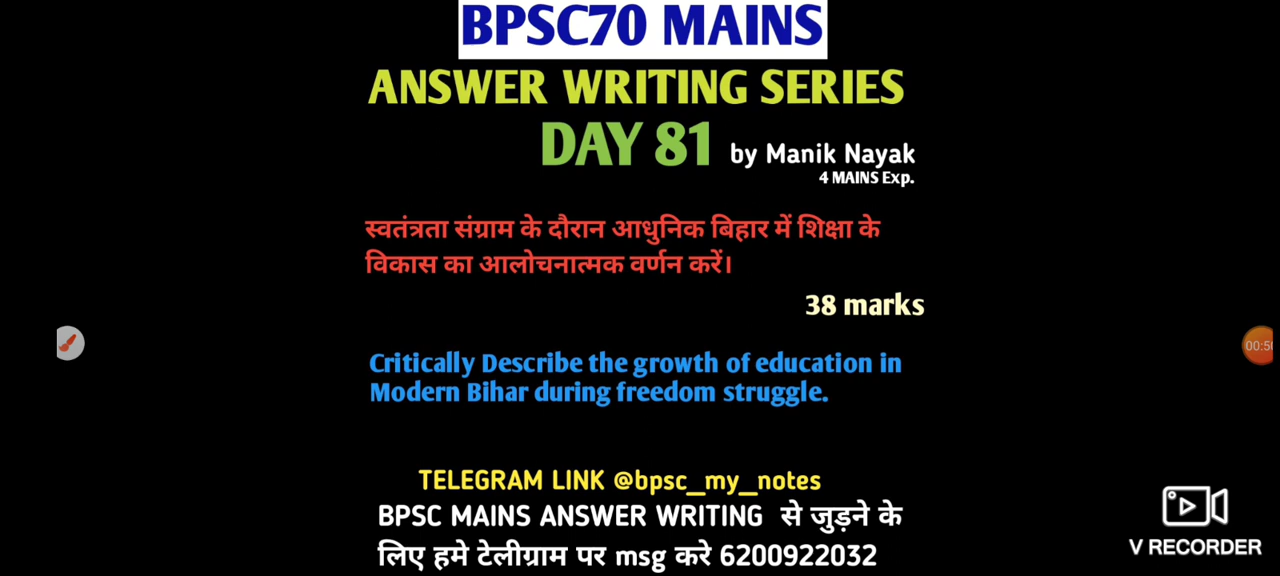 BPSC70 MAINS
ANSWER WRITING SERIES
DAY 81 by Manik Nayak
4 MAINS Exp.
स्वतंत्रता संग्राम के दौरान आधुनिक बिहार में शिक्षा के
विकास का आलोचनात्मक वर्णन करें।
38 marks
Critically Describe the growth of education in
Modern Bihar during freedom struggle.
TELEGRAM LINK @bpsc_my_notes
BPSC MAINS ANSWER WRITING से जुड़ने के
लिए हमे टेलीग्राम पर msg करे 6200922032
00:50
V RECORDER